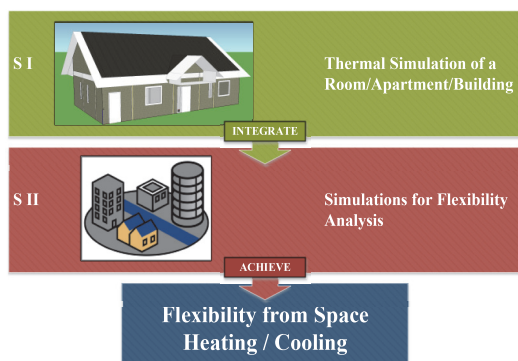 S I
Thermal Simulation of a
Room/Apartment/Building
INTEGRATE
S II
Simulations for Flexibility
Analysis
ACHIEVE
Flexibility from Space
Heating / Cooling